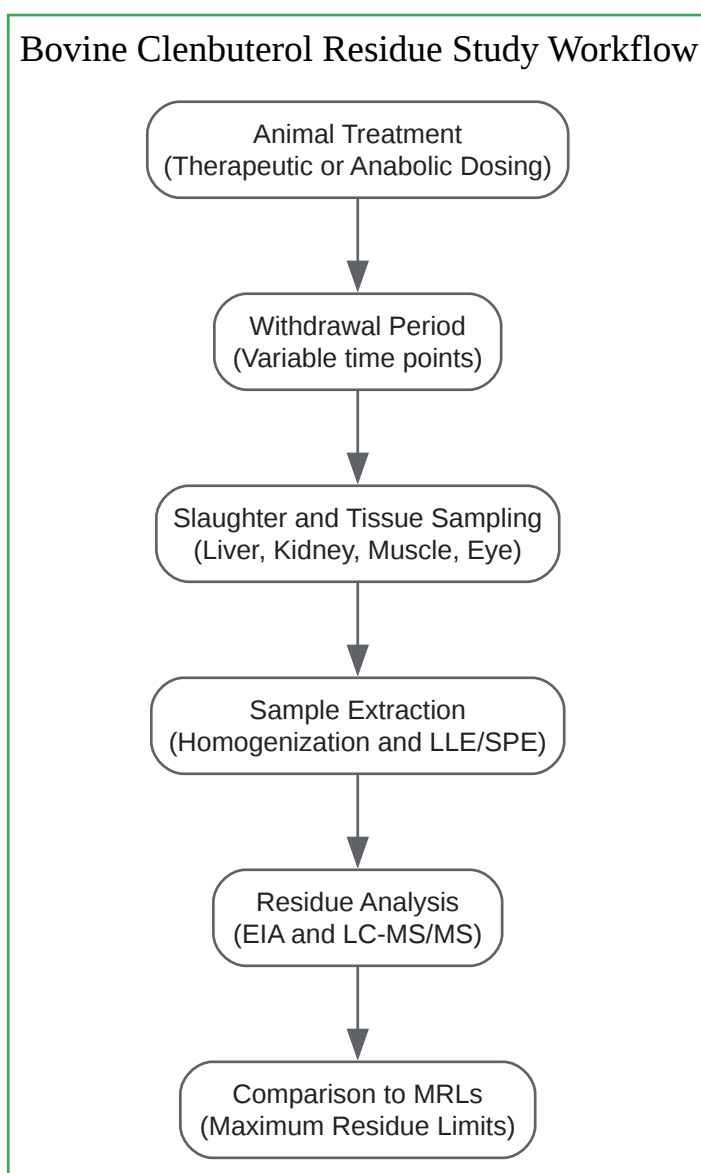 Bovine Clenbuterol Residue Study Workflow
Animal Treatment
(Therapeutic or Anabolic Dosing)
Withdrawal Period
(Variable time points)
Slaughter and Tissue Sampling
(Liver, Kidney, Muscle, Eye)
Sample Extraction
(Homogenization and LLE/SPE)
Residue Analysis
(EIA and LC-MS/MS)
Comparison to MRLs
(Maximum Residue Limits)